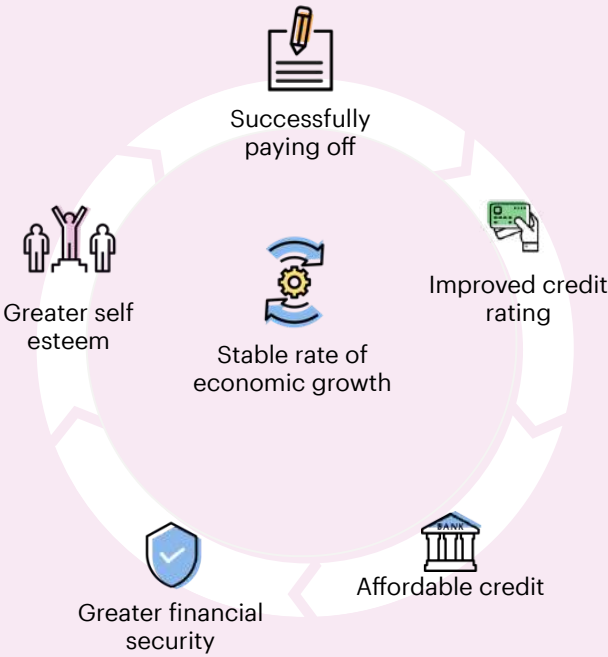 Successfully
paying off
Improved credit
rating
BANK
Affordable credit
Greater financial
security
Greater self
esteem
Stable rate of
economic growth